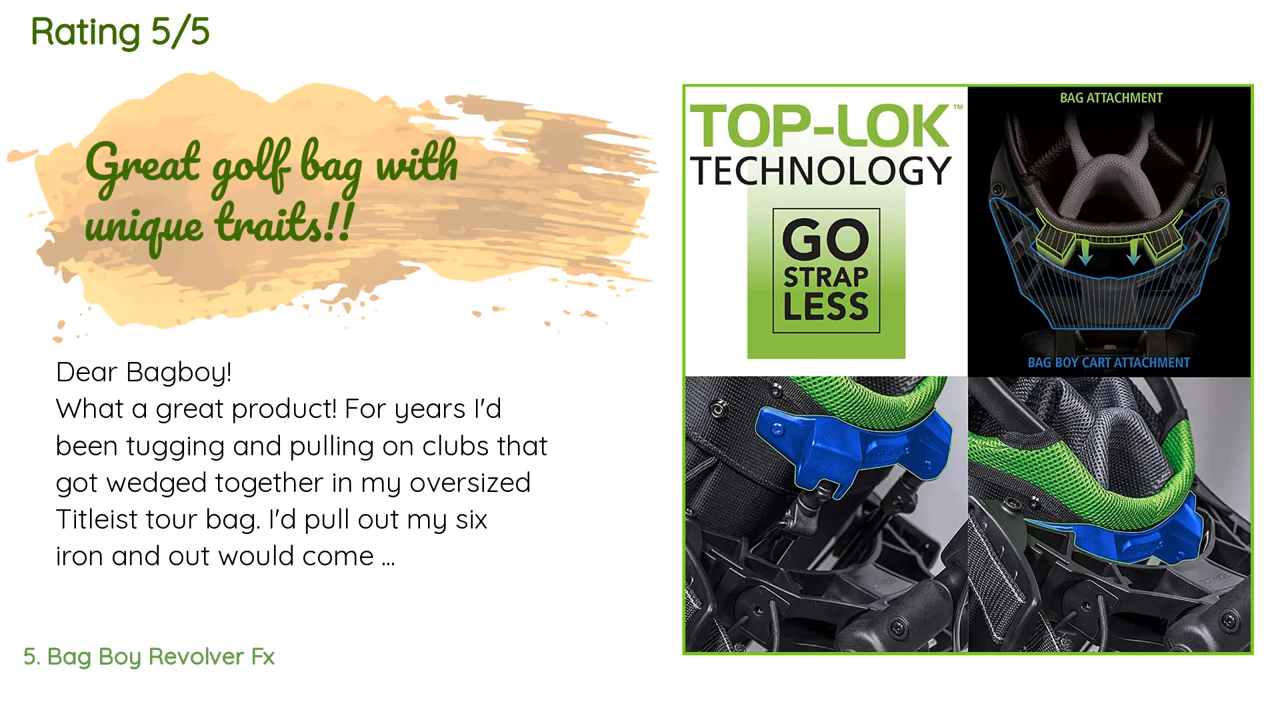 Rating 5/5
Great golf bag with
unique traits!!
Dear Bagboy!
What a great product! For years I'd
been tugging and pulling on clubs that
got wedged together in my oversized
Titleist tour bag. I'd pull out my six
iron and out would come ...
5. Bag Boy Revolver Fx
TOP-LOK™
TECHNOLOGY
GO
STRAP
LESS
BAG ATTACHMENT
BAG BOY CART ATTACHMENT